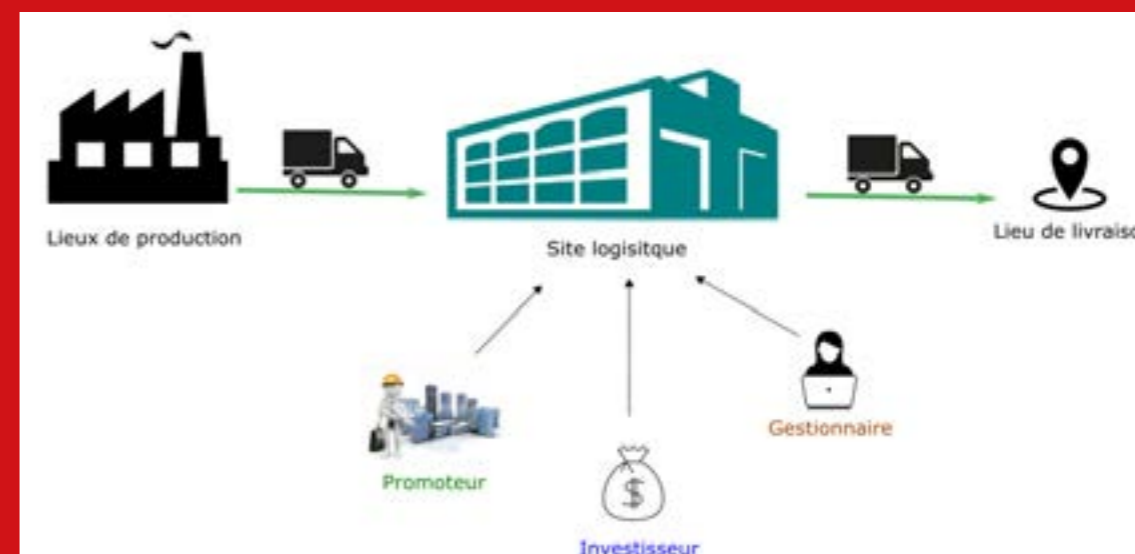 Lieux de production
Site logisitque
Lieu de livraiso
Promoteur
Gestionnaire
Investisseur